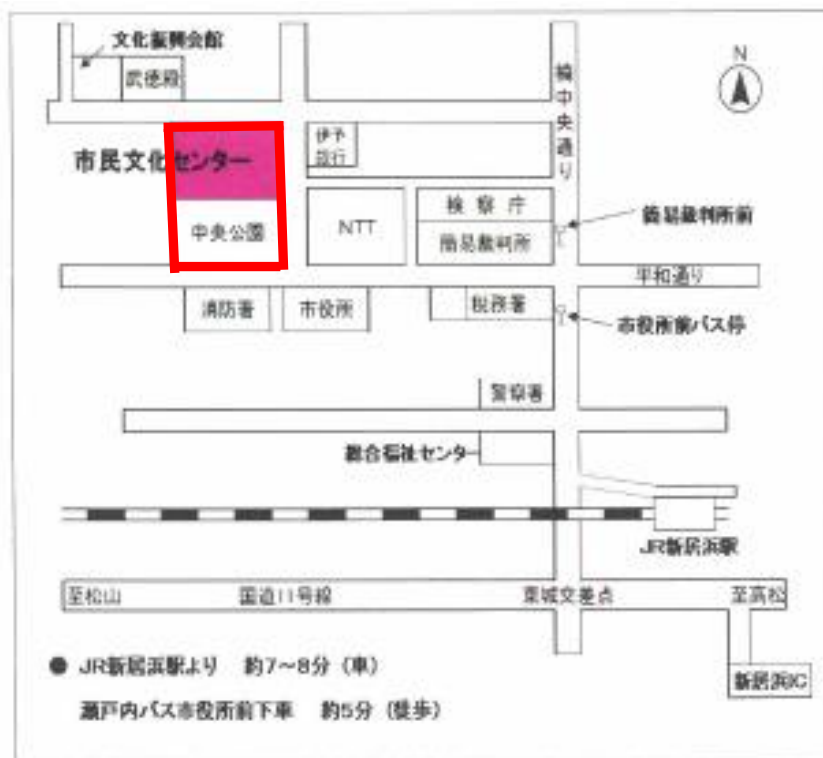 文化振興会館
武徳殿
楠中央通り
N
伊予
銀行
市民文化センター
中央公園
NTT
検察庁
簡易裁判所
簡易裁判所前
平和通り
消防署
市役所
税務署
市役所前バス停
警察署
総合福祉センター
JR新居浜駅
至松山
国道11号線
東城交差点
至高松
新居浜IC
● JR新居浜駅より 約7〜8分(車)
瀬戸内バス市役所前下車 約5分(徒歩)